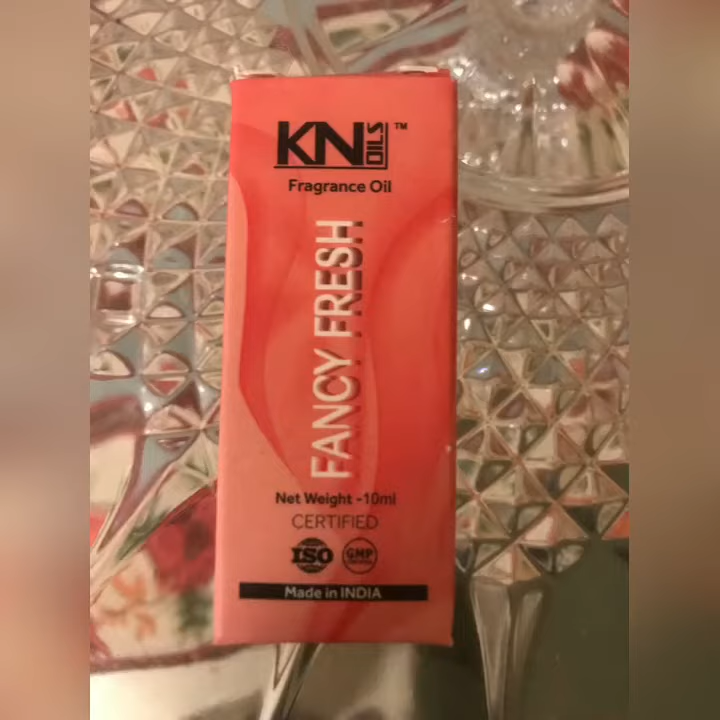 KN OILS ™
Fragrance Oil
FANCY FRESH
Net Weight -10ml
CERTIFIED
ISO GMP
Made in INDIA